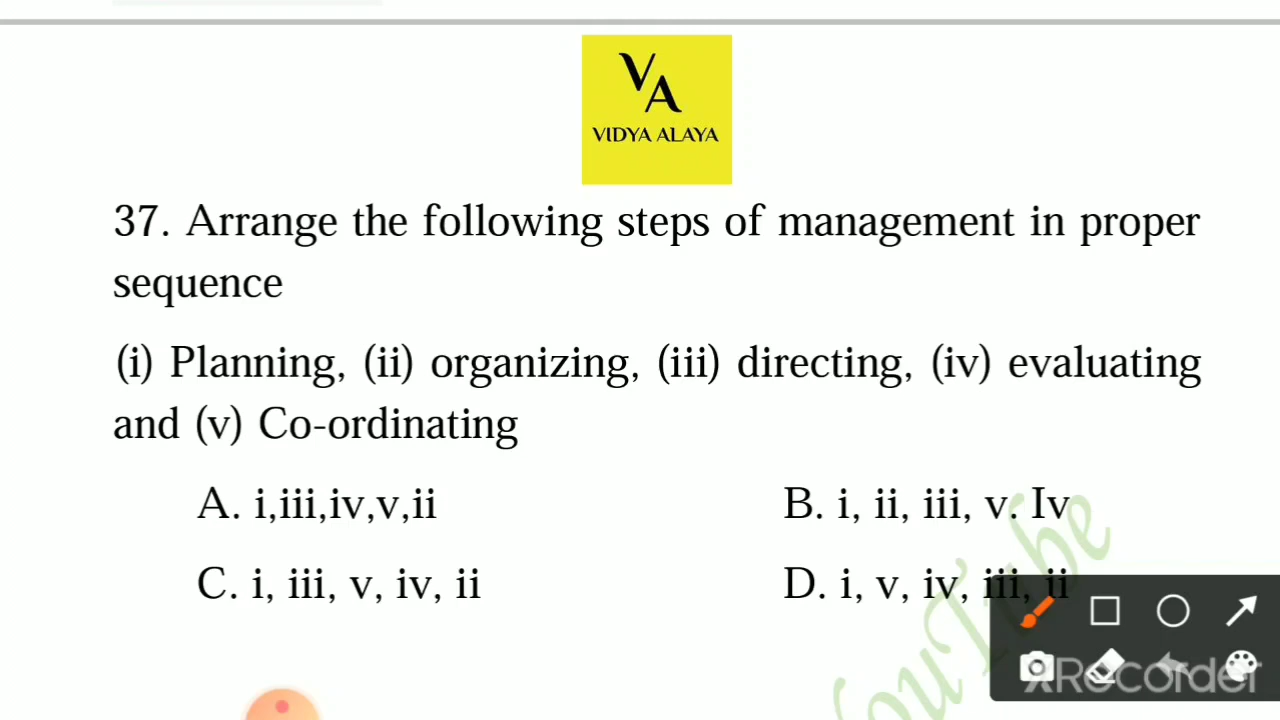 VA
VIDYA ALAYA
37. Arrange the following steps of management in proper
sequence
(i) Planning, (ii) organizing, (iii) directing, (iv) evaluating
and (v) Co-ordinating
A. i,iii,iv,v,ii
B. i, ii, iii, v. Iv
C. i, iii, v, iv, ii
D. i, v, iv, iii, ii
YouTube
XRecorder